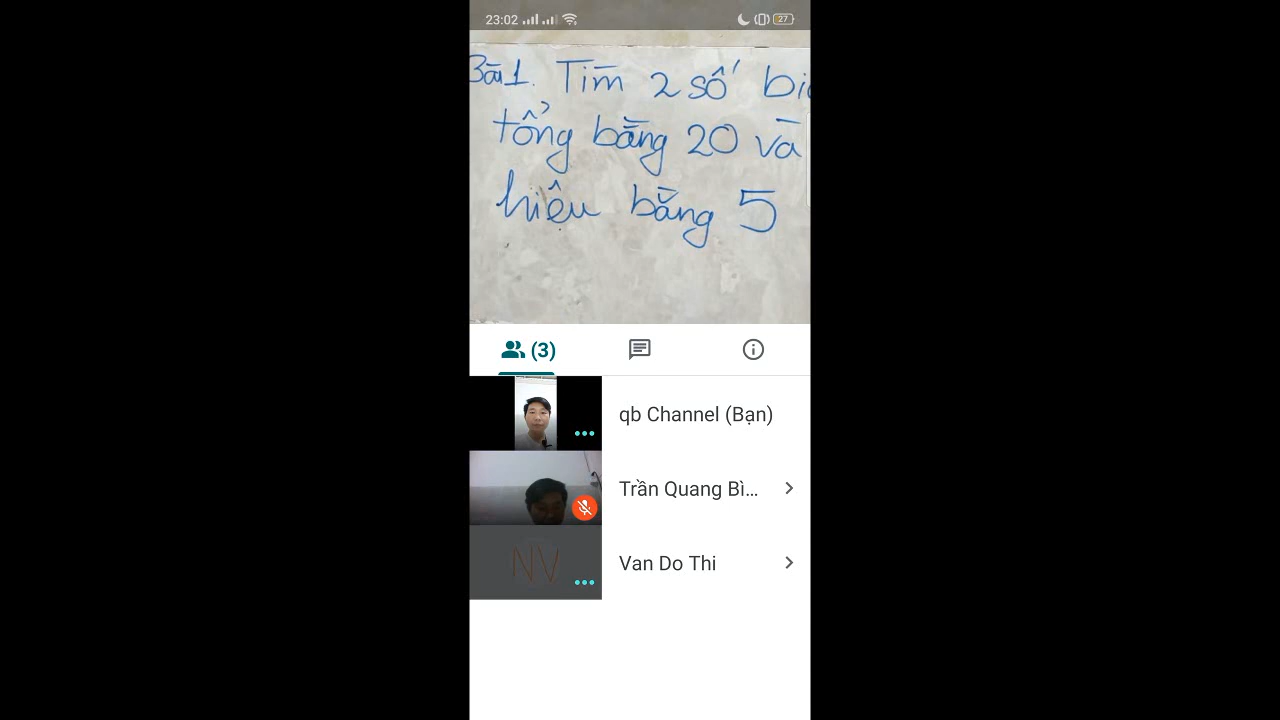 23:02
27
Bài 1. Tìm 2 số
tổng bằng 20 và
hiệu bằng 5
(3)
qb Channel (Bạn)
Trần Quang Bì...
NV
Van Do Thi